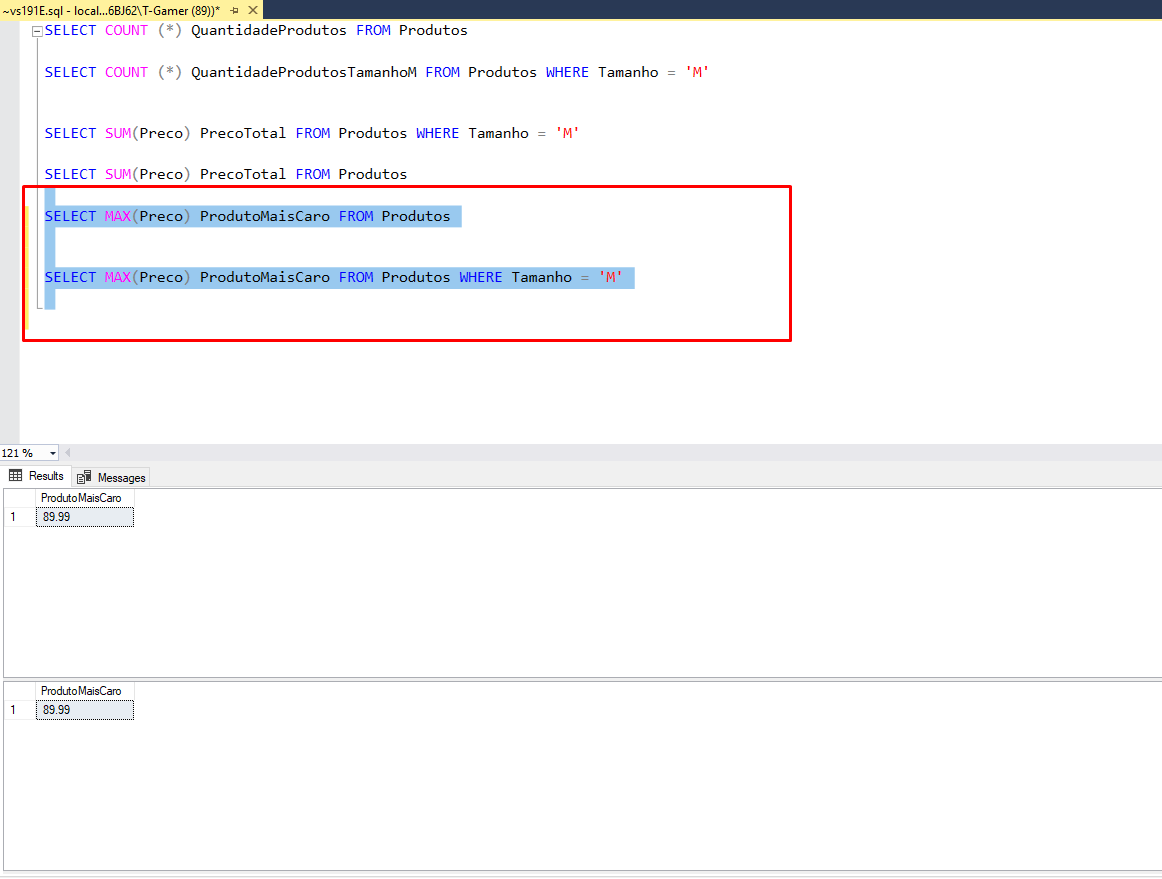 ~vs191E.sql - local...6BJ62\T-Gamer (89))*
SELECT COUNT (*) QuantidadeProdutos FROM Produtos
SELECT COUNT (*) QuantidadeProdutosTamanhoM FROM Produtos WHERE Tamanho = 'M'
SELECT SUM(Preco) PrecoTotal FROM Produtos WHERE Tamanho = 'M'
SELECT SUM(Preco) PrecoTotal FROM Produtos
SELECT MAX(Preco) ProdutoMaisCaro FROM Produtos
SELECT MAX(Preco) ProdutoMaisCaro FROM Produtos WHERE Tamanho = 'M'
121 %
Results Messages
ProdutoMaisCaro
1 89.99
ProdutoMaisCaro
1 89.99